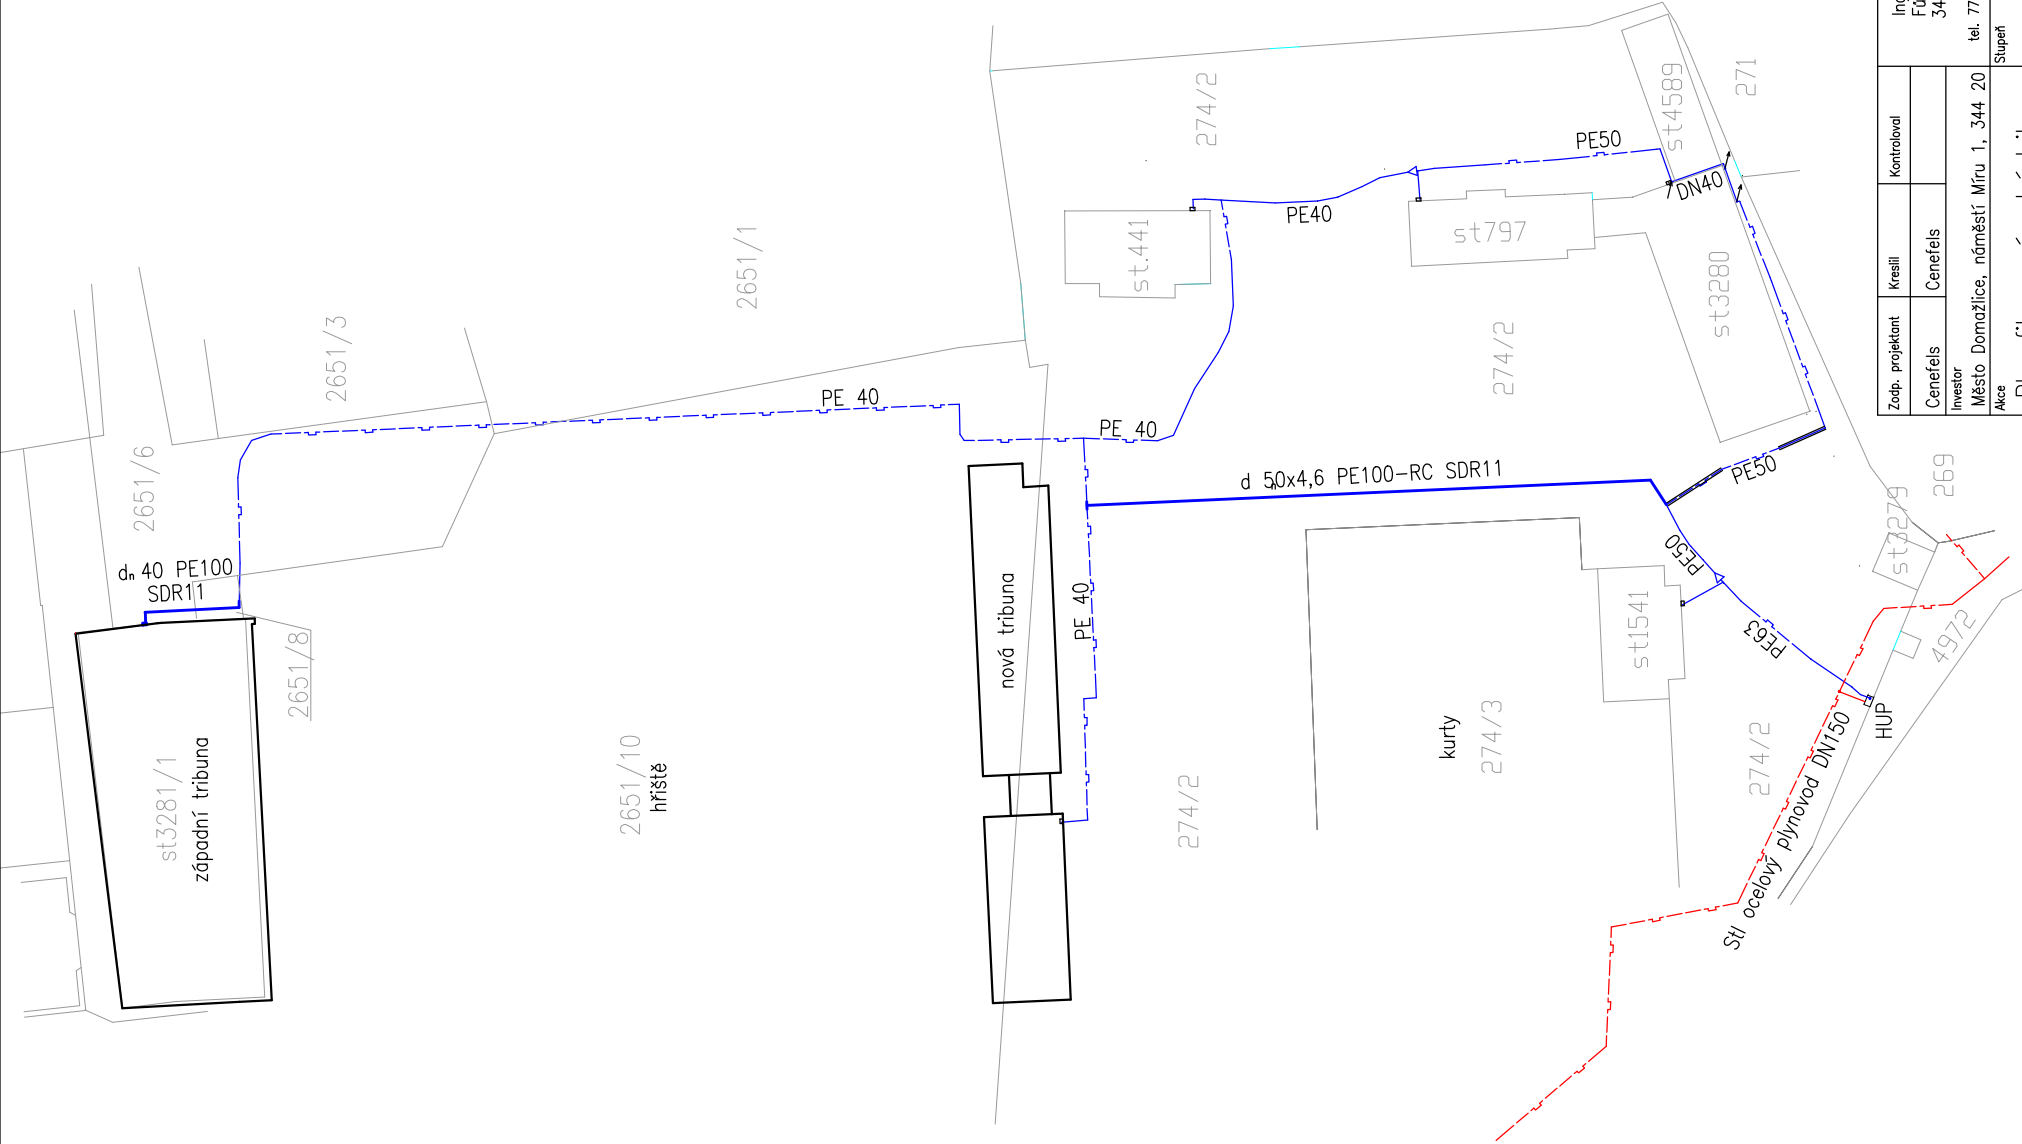 2651/6
2651/3
2651/1
274/2
st4589
271
PE50
DN40
PE40
st.441
st797
st3280
274/2
PE 40
PE 40
d 50x4,6 PE100-RC SDR11
n
PE50
269
st3279
4972
PE50
PE63
st1541
HUP
274/2
Stl ocelový plynovod DN150
kurty
274/3
274/2
PE 40
nová tribuna
2651/10
hřiště
dn 40 PE100
SDR11
2651/8
st3281/1
západní tribuna
Zodp. projektant
Kreslil
Kontroloval
Cenefels
Cenefels
Investor
Město Domažlice, náměstí Míru 1, 344 20
Akce
Stupeň
tel. 77
34